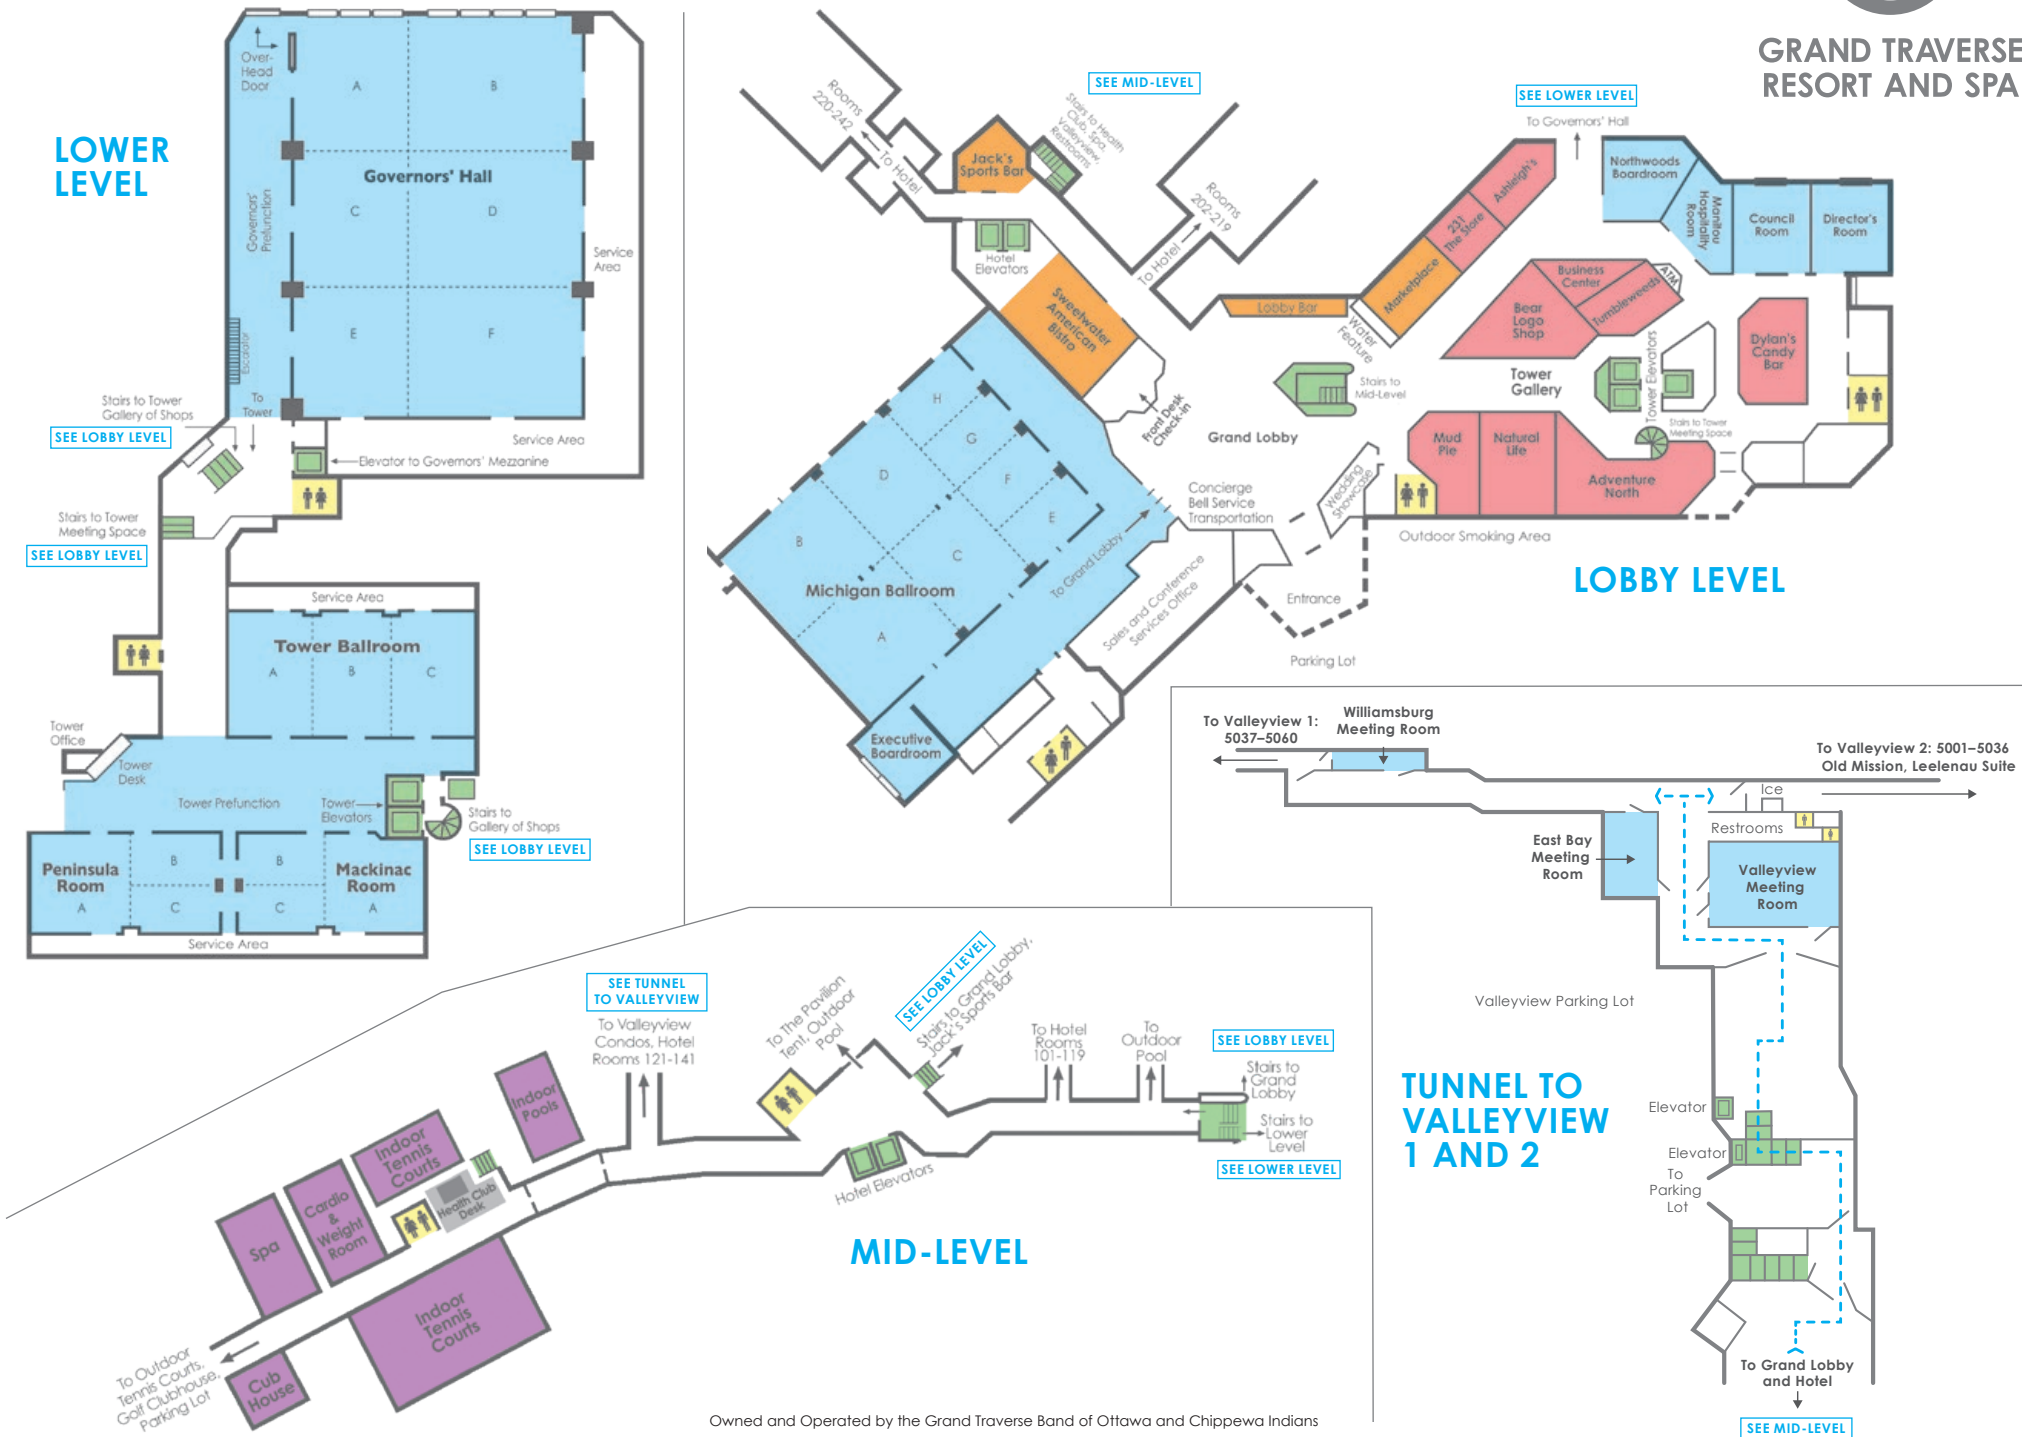 GRAND TRAVERSE
RESORT AND SPA
LOWER
LEVEL
Over-
Head
Door
A
B
Governors' Hall
C
D
Governors'
Prefunction
Service
Area
E
F
Escalator
To
Tower
Stairs to Tower
Gallery of Shops
SEE LOBBY LEVEL
Service Area
Elevator to Governors' Mezzanine
Stairs to Tower
Meeting Space
SEE LOBBY LEVEL
Service Area
Tower Ballroom
A
B
C
Tower
Office
Tower
Desk
Tower Prefunction
Tower
Elevators
Stairs to
Gallery of Shops
SEE LOBBY LEVEL
Peninsula
Room
A
B
C
B
C
Mackinac
Room
A
Service Area
Rooms
220-242
To Hotel
Jack's
Sports Bar
Stairs to Health
Club, Spa,
Valleyview,
Restrooms
SEE MID-LEVEL
Rooms
202-219
To Hotel
Hotel
Elevators
Sweetwater
American
Bistro
Front Desk
Check-in
Lobby Bar
Water
Feature
Marketplace
231
The Store
Ashleigh's
SEE LOWER LEVEL
To Governors' Hall
Northwoods
Boardroom
Manitou
Hospitality
Room
Council
Room
Director's
Room
Business
Center
Tumbleweeds
ATM
Bear
Logo
Shop
Dylan's
Candy
Bar
Tower
Gallery
Tower Elevators
Stairs to Tower
Meeting Space
Stairs to
Mid-Level
Grand Lobby
Mud
Pie
Natural
Life
Adventure
North
Wedding
Showcase
Concierge
Bell Service
Transportation
Outdoor Smoking Area
LOBBY LEVEL
Entrance
Parking Lot
H
G
D
F
E
B
C
Michigan Ballroom
A
To Grand Lobby
Sales and Conference
Services Office
Executive
Boardroom
To Valleyview 1:
5037–5060
Williamsburg
Meeting Room
To Valleyview 2: 5001–5036
Old Mission, Leelenau Suite
Ice
Restrooms
East Bay
Meeting
Room
Valleyview
Meeting
Room
Valleyview Parking Lot
TUNNEL TO
VALLEYVIEW
1 AND 2
Elevator
Elevator
To
Parking
Lot
To Grand Lobby
and Hotel
SEE MID-LEVEL
SEE TUNNEL
TO VALLEYVIEW
To Valleyview
Condos, Hotel
Rooms 121-141
To The Pavilion
Tent, Outdoor
Pool
SEE LOBBY LEVEL
Stairs to Grand Lobby,
Jack's Sports Bar
To Hotel
Rooms
101-119
To
Outdoor
Pool
SEE LOBBY LEVEL
Stairs to
Grand
Lobby
Stairs to
Lower
Level
SEE LOWER LEVEL
Hotel Elevators
Indoor
Pools
Indoor
Tennis
Courts
Health Club
Desk
Cardio
&
Weight
Room
Spa
Indoor
Tennis
Courts
Cub
House
To Outdoor
Tennis Courts,
Golf Clubhouse,
Parking Lot
MID-LEVEL
Owned and Operated by the Grand Traverse Band of Ottawa and Chippewa Indians